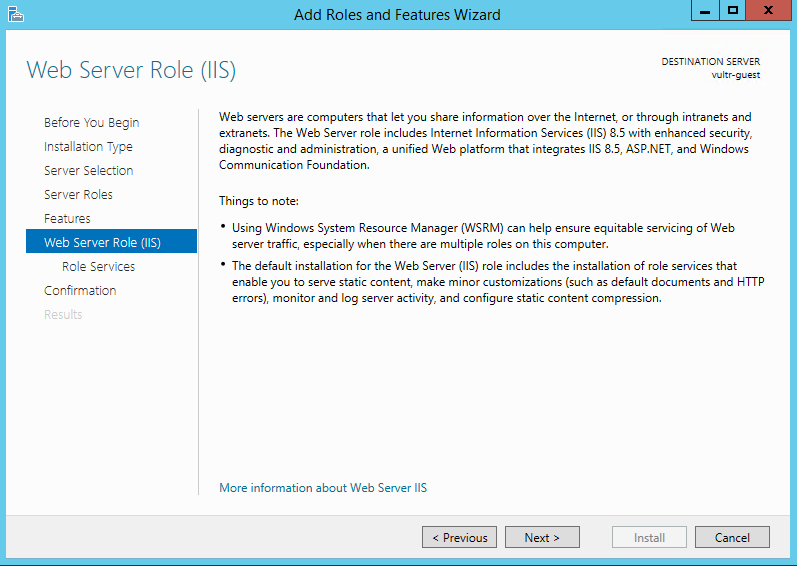 Add Roles and Features Wizard
Web Server Role (IIS)
DESTINATION SERVER
vultr-guest
Before You Begin
Installation Type
Server Selection
Server Roles
Features
Web Server Role (IIS)
Role Services
Confirmation
Results
Web servers are computers that let you share information over the Internet, or through intranets and
extranets. The Web Server role includes Internet Information Services (IIS) 8.5 with enhanced security,
diagnostic and administration, a unified Web platform that integrates IIS 8.5, ASP.NET, and Windows
Communication Foundation.
Things to note:
• Using Windows System Resource Manager (WSRM) can help ensure equitable servicing of Web
server traffic, especially when there are multiple roles on this computer.
• The default installation for the Web Server (IIS) role includes the installation of role services that
enable you to serve static content, make minor customizations (such as default documents and HTTP
errors), monitor and log server activity, and configure static content compression.
More information about Web Server IIS
< Previous
Next >
Install
Cancel